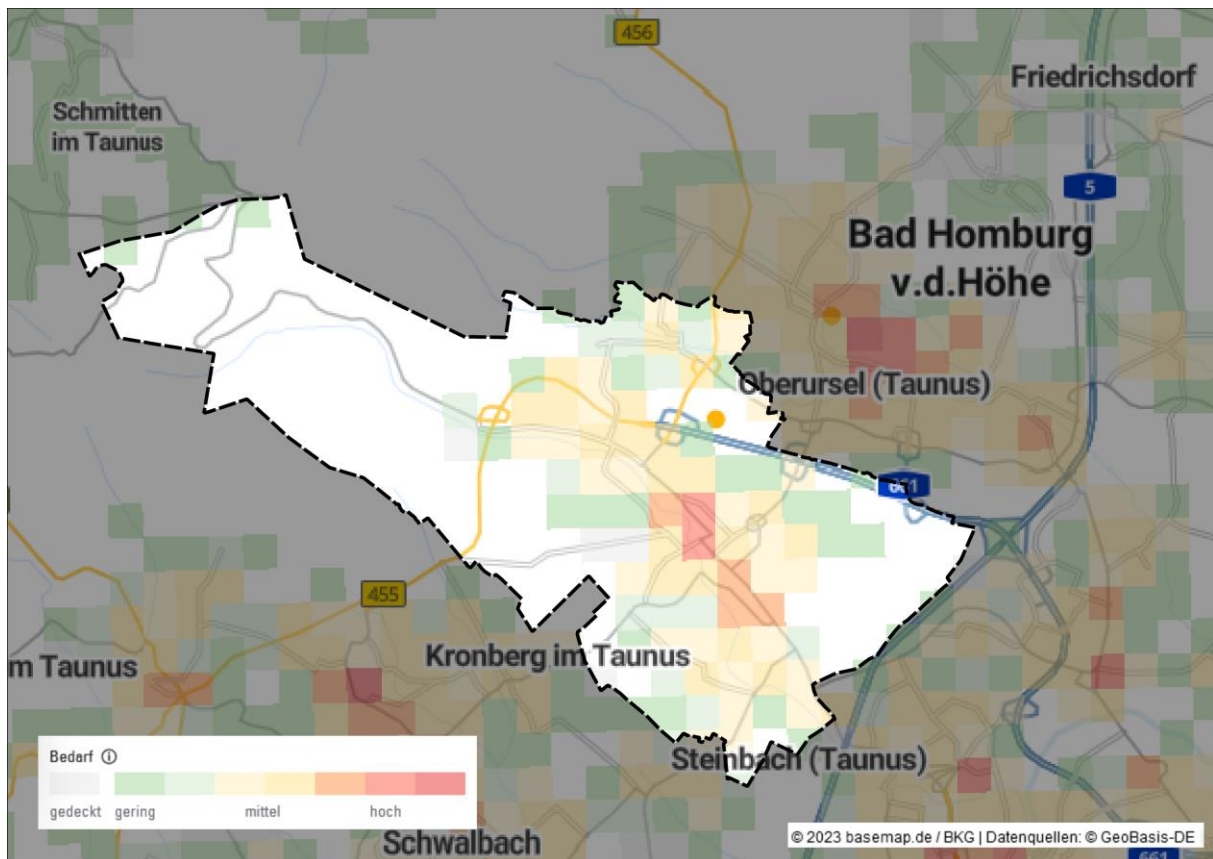 456
Friedrichsdorf
Schmitten
im Taunus
5
Bad Homburg
v.d.Höhe
Oberursel (Taunus)
661
455
Kronberg im Taunus
m Taunus
Steinbach (Taunus)
Bedarf
gedeckt gering mittel hoch
Schwalbach
© 2023 basemap.de / BKG | Datenquellen: © GeoBasis-DE
661